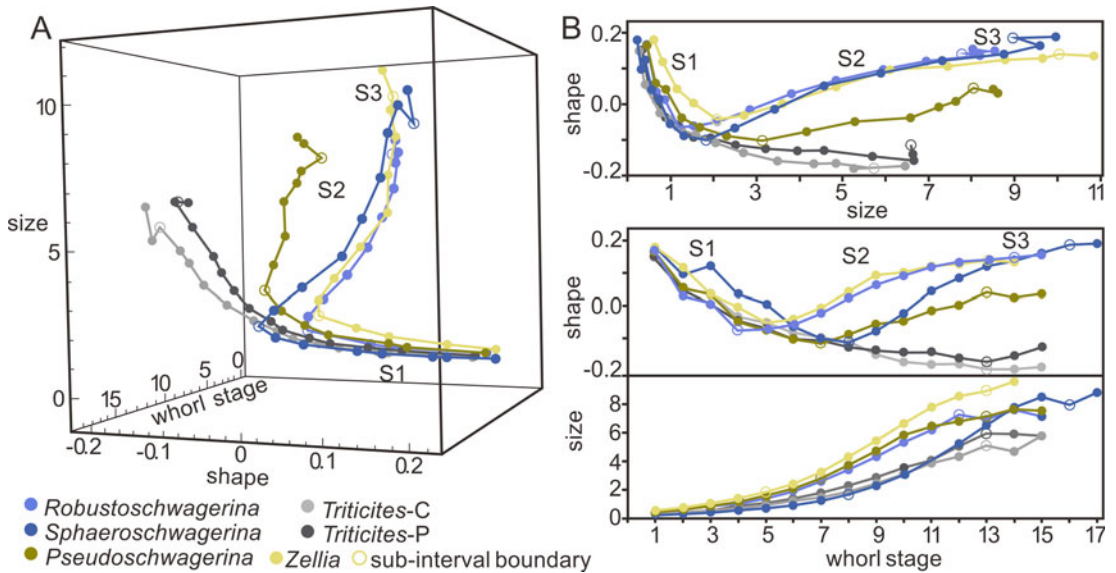 A
10
5
0
size
15
10
5
0
whorl stage
-0.2
-0.1
0
0.1
0.2
shape
S1
S2
S3
B
0.2
0.0
-0.2
shape
S1
S2
S3
1
3
5
7
9
11
size
0.2
0.0
-0.2
shape
S1
S2
S3
8
6
4
2
0
size
1
3
5
7
9
11
13
15
17
whorl stage
Robustoschwagerina
Triticites-C
Sphaeroschwagerina
Triticites-P
Pseudoschwagerina
Zellia
sub-interval boundary